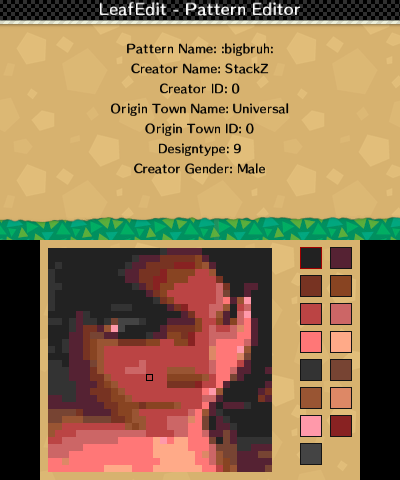 LeafEdit - Pattern Editor
Pattern Name: :bigbruh:
Creator Name: StackZ
Creator ID: 0
Origin Town Name: Universal
Origin Town ID: 0
Designtype: 9
Creator Gender: Male